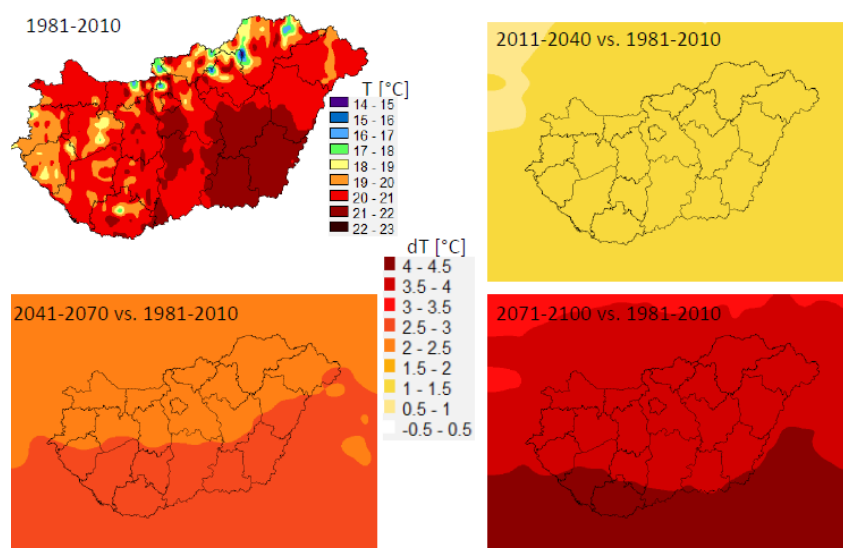 1981-2010
T [°C]
14 - 15
15 - 16
16 - 17
17 - 18
18 - 19
19 - 20
20 - 21
21 - 22
22 - 23
2011-2040 vs. 1981-2010
dT [°C]
4 - 4.5
3.5 - 4
3 - 3.5
2.5 - 3
2 - 2.5
1.5 - 2
1 - 1.5
0.5 - 1
-0.5 - 0.5
2041-2070 vs. 1981-2010
2071-2100 vs. 1981-2010